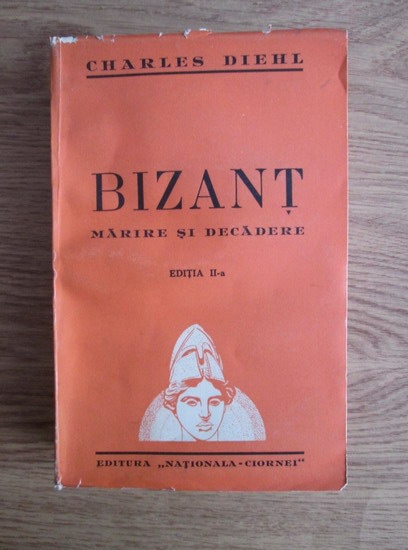 CHARLES DIEHL
BIZANȚ
MĂRIRE ȘI DECĂDERE
EDIȚIA II-a
EDITURA „NAȚIONALA-CIORNEI"